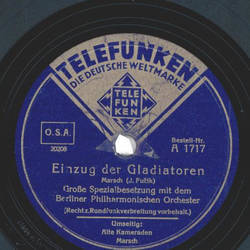 TELEFUNKEN
DIE DEUTSCHE WELTMARKE
TELE
FUN
KEN
O.S.A.
20208
Bestell-Nr.
A 1717
Einzug der Gladiatoren
Marsch (J. Fučik)
Große Spezialbesetzung mit dem
Berliner Philharmonischen Orchester
(Recht z. Rundfunkverbreitung vorbehalt.)
Umseitig:
Alte Kameraden
Marsch